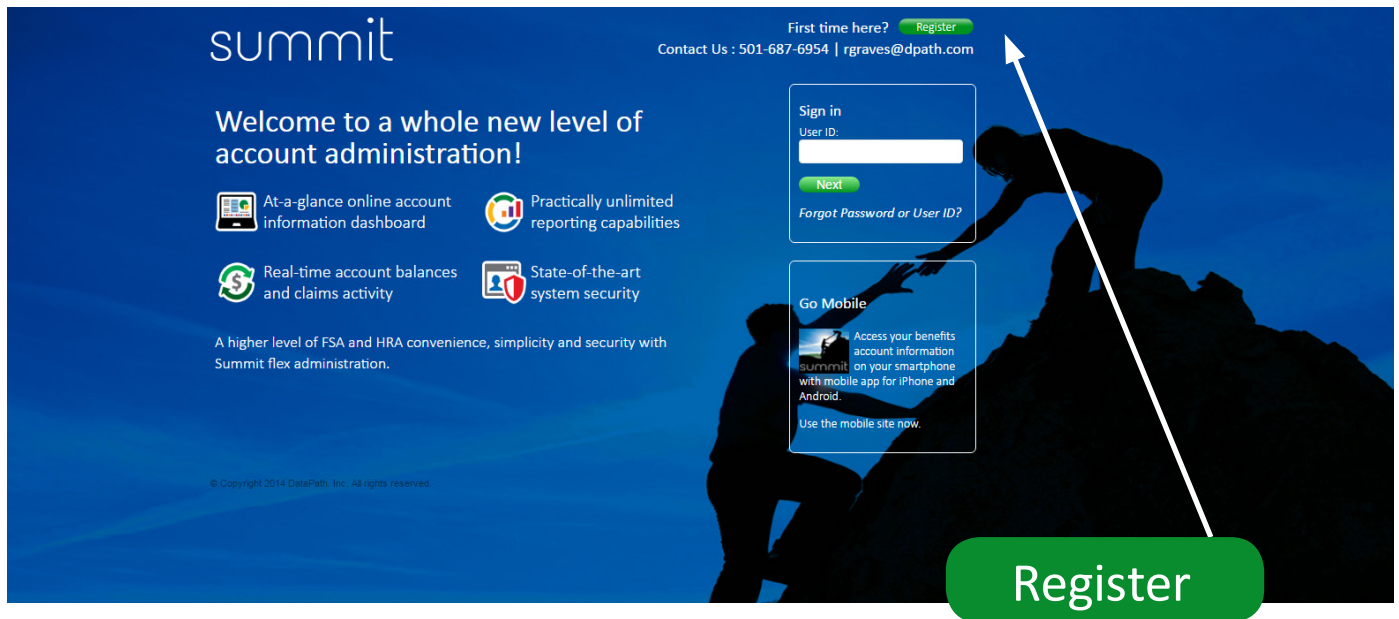 summit
First time here? Register
Contact Us : 501-687-6954 | rgraves@dpath.com
Welcome to a whole new level of
account administration!
At-a-glance online account
information dashboard
Practically unlimited
reporting capabilities
Real-time account balances
and claims activity
State-of-the-art
system security
A higher level of FSA and HRA convenience, simplicity and security with
Summit flex administration.
Sign in
User ID:
Next
Forgot Password or User ID?
Go Mobile
summit
Access your benefits
account information
on your smartphone
with mobile app for iPhone and
Android.
Use the mobile site now.
© Copyright 2014 DataPath, Inc. All rights reserved.
Register